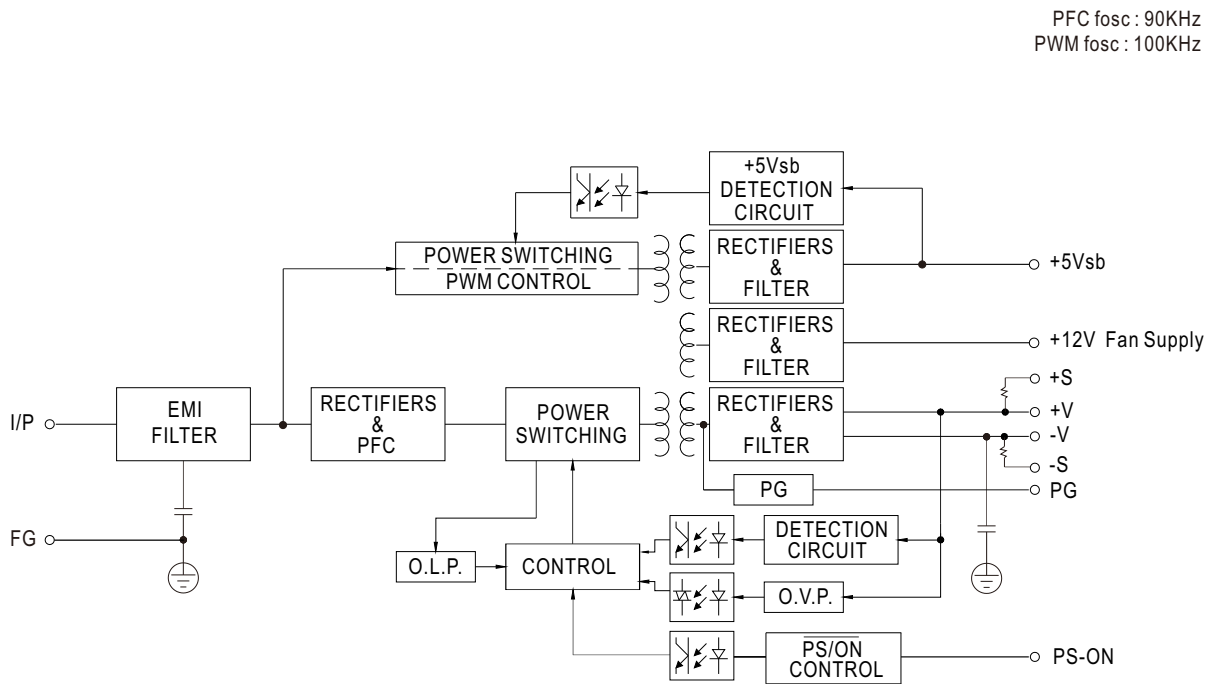 PFC fosc : 90KHz
PWM fosc : 100KHz
+5Vsb
DETECTION
CIRCUIT
POWER SWITCHING
PWM CONTROL
RECTIFIERS
&
FILTER
+5Vsb
RECTIFIERS
&
FILTER
+12V Fan Supply
I/P
EMI
FILTER
RECTIFIERS
&
PFC
POWER
SWITCHING
RECTIFIERS
&
FILTER
+S
+V
-V
-S
PG
PG
FG
O.L.P.
CONTROL
DETECTION
CIRCUIT
O.V.P.
PS/ON
CONTROL
PS-ON